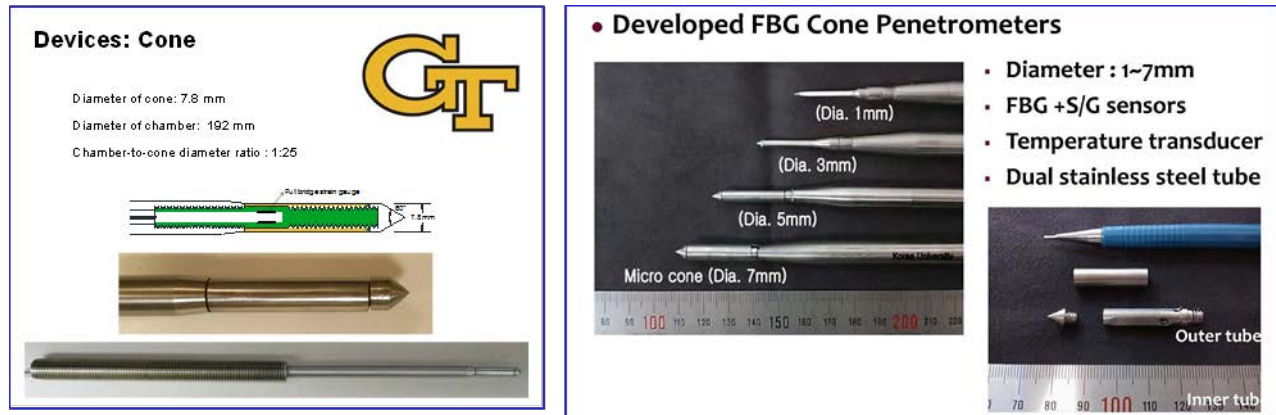 Devices: Cone
GT
Diameter of cone: 7.8 mm
Diameter of chamber: 192 mm
Chamber-to-cone diameter ratio : 1:25
Full bridge strain gauge
60°
7.8mm
• Developed FBG Cone Penetrometers
(Dia. 1mm)
(Dia. 3mm)
(Dia. 5mm)
Micro cone (Dia. 7mm)
Korea University
80 90 100 110 120 130 140 150 160 170 180 190 200 210 220
▪ Diameter : 1~7mm
▪ FBG +S/G sensors
▪ Temperature transducer
▪ Dual stainless steel tube
Outer tube
Inner tub
70 80 90 100 110 120